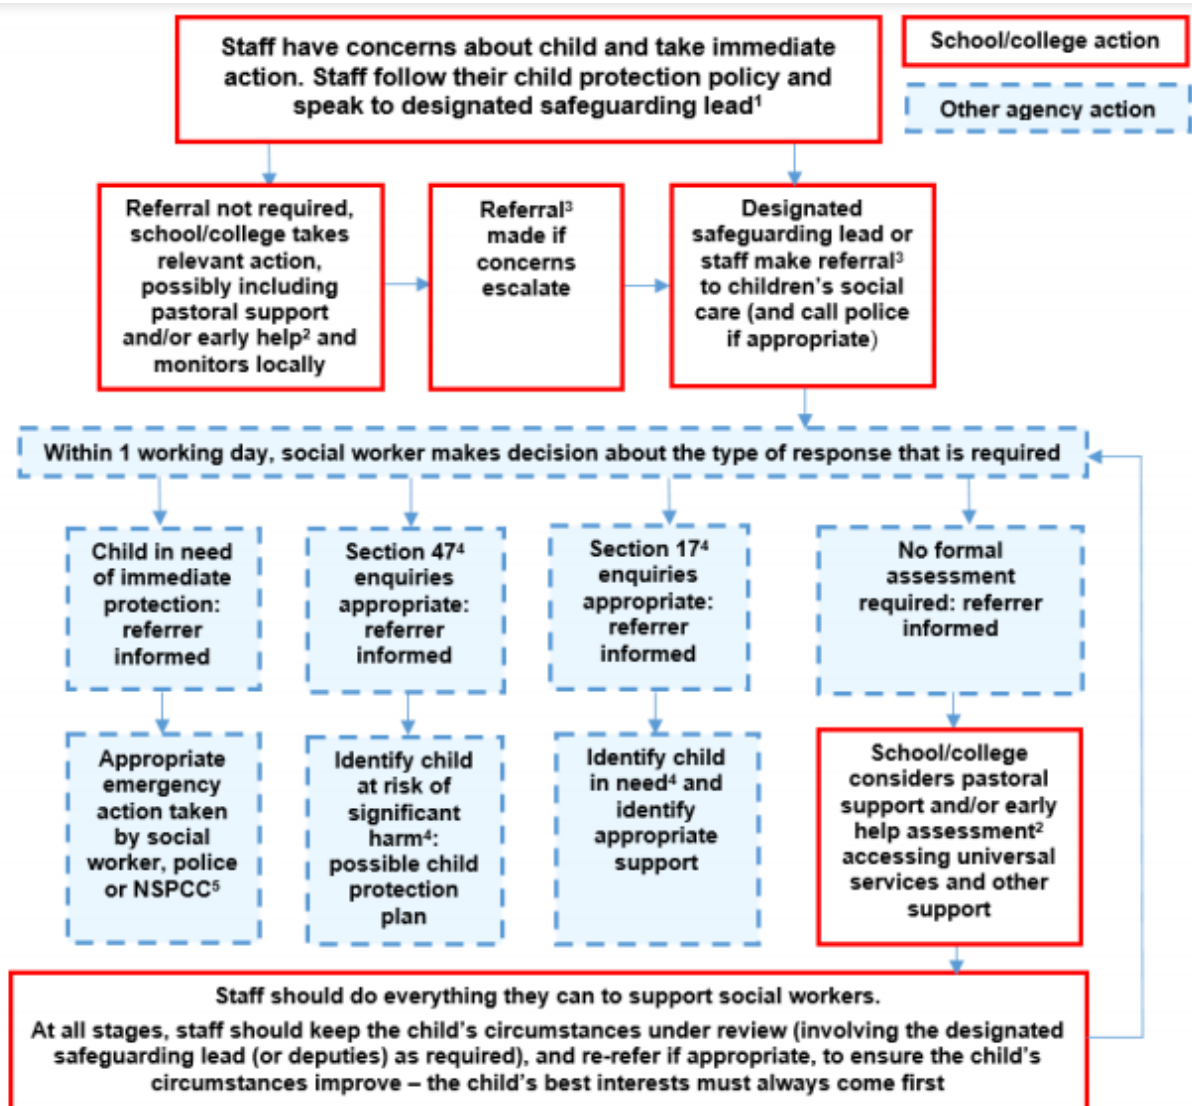 Staff have concerns about child and take immediate
action. Staff follow their child protection policy and
speak to designated safeguarding lead¹
School/college action
Other agency action
Referral not required,
school/college takes
relevant action,
possibly including
pastoral support
and/or early help² and
monitors locally
Referral³
made if
concerns
escalate
Designated
safeguarding lead or
staff make referral³
to children's social
care (and call police
if appropriate)
Within 1 working day, social worker makes decision about the type of response that is required
Child in need
of immediate
protection:
referrer
informed
Section 47⁴
enquiries
appropriate:
referrer
informed
Section 17⁴
enquiries
appropriate:
referrer
informed
No formal
assessment
required: referrer
informed
Appropriate
emergency
action taken
by social
worker, police
or NSPCC⁵
Identify child
at risk of
significant
harm⁴:
possible child
protection
plan
Identify child
in need⁴ and
identify
appropriate
support
School/college
considers pastoral
support and/or early
help assessment²
accessing universal
services and other
support
Staff should do everything they can to support social workers.
At all stages, staff should keep the child's circumstances under review (involving the designated
safeguarding lead (or deputies) as required), and re-refer if appropriate, to ensure the child's
circumstances improve – the child's best interests must always come first